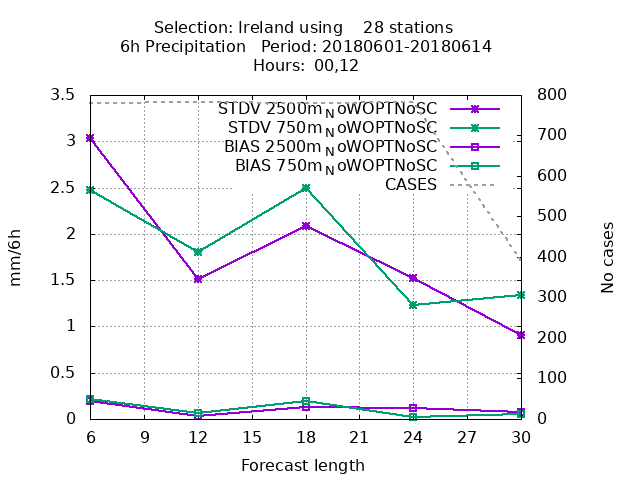 Selection: Ireland using 28 stations
6h Precipitation Period: 20180601-20180614
Hours: 00,12
3.5 800
STDV 2500m_NoWOPTNoSC
STDV 750m_NoWOPTNoSC
BIAS 2500m_NoWOPTNoSC
BIAS 750m_NoWOPTNoSC
CASES
3 700
2.5 600
500
2 400
1.5 300
1 200
0.5 100
0 0
mm/6h
No cases
6 9 12 15 18 21 24 27 30
Forecast length